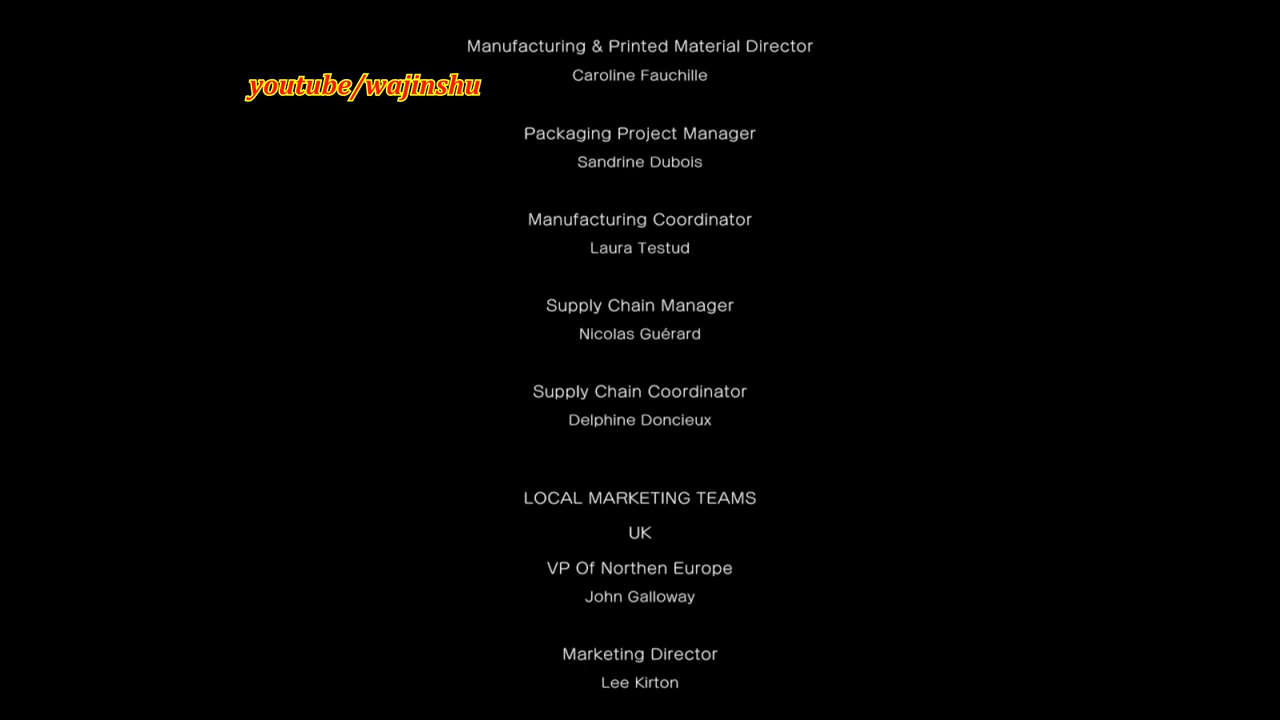 Manufacturing & Printed Material Director
Caroline Fauchille
youtube/wajinshu
Packaging Project Manager
Sandrine Dubois
Manufacturing Coordinator
Laura Testud
Supply Chain Manager
Nicolas Guérard
Supply Chain Coordinator
Delphine Doncieux
LOCAL MARKETING TEAMS
UK
VP Of Northen Europe
John Galloway
Marketing Director
Lee Kirton